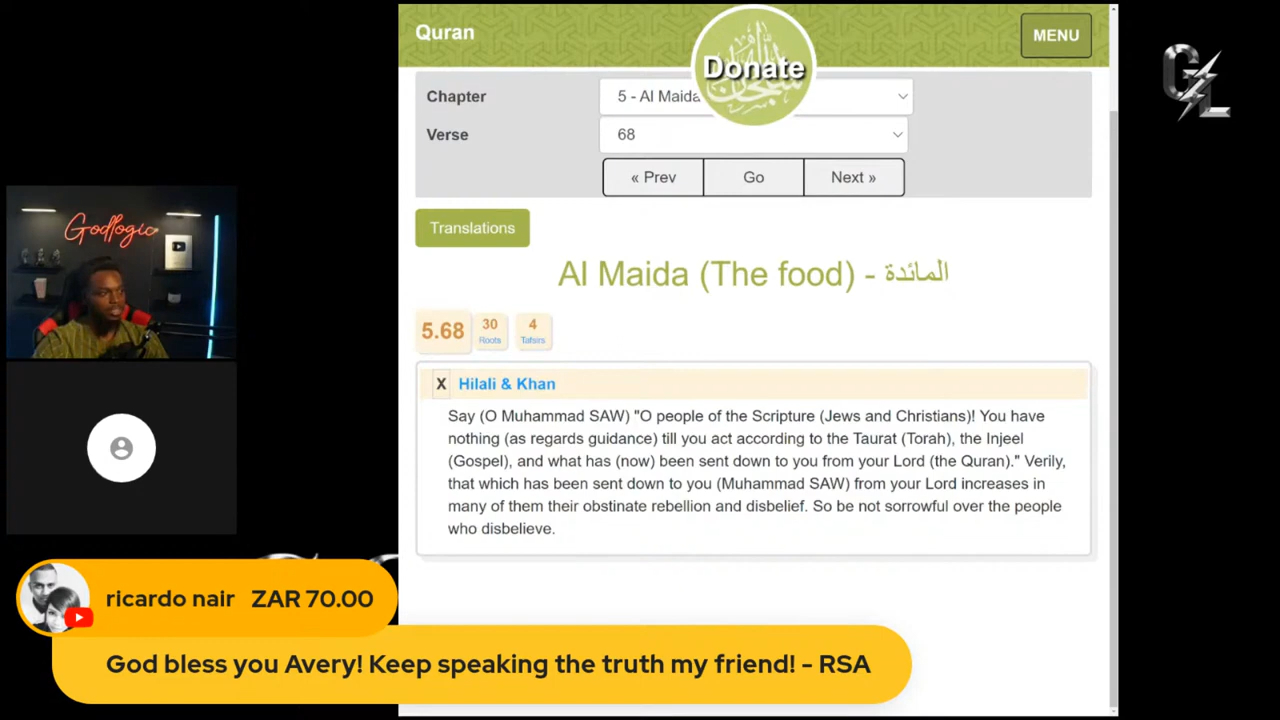 Quran
Donate
MENU
GL
Chapter
5 - Al Maida
Verse
68
« Prev
Go
Next »
Translations
Al Maida (The food) - المائدة
5.68
30
Roots
4
Tafsirs
X Hilali & Khan
Say (O Muhammad SAW) "O people of the Scripture (Jews and Christians)! You have
nothing (as regards guidance) till you act according to the Taurat (Torah), the Injeel
(Gospel), and what has (now) been sent down to you from your Lord (the Quran)." Verily,
that which has been sent down to you (Muhammad SAW) from your Lord increases in
many of them their obstinate rebellion and disbelief. So be not sorrowful over the people
who disbelieve.
Godlogic
ricardo nair ZAR 70.00
God bless you Avery! Keep speaking the truth my friend! - RSA